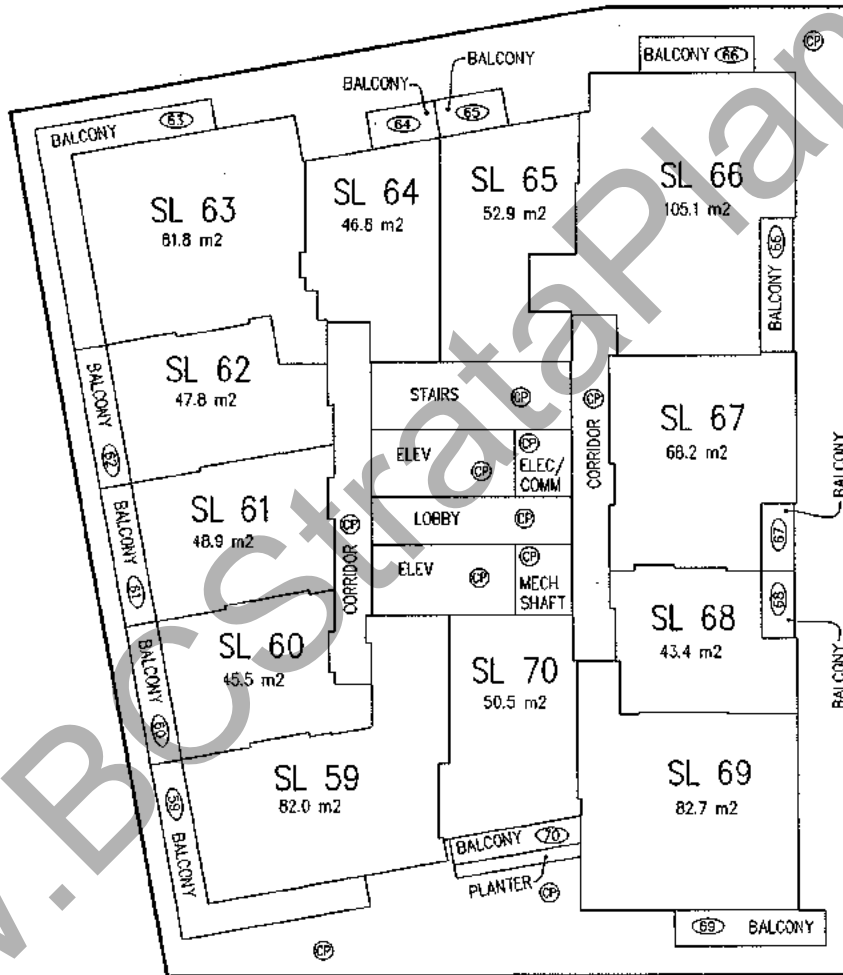 BALCONY 66
CP
BALCONY
BALCONY
64
65
BALCONY 63
SL 63
81.8 m2
SL 64
46.8 m2
SL 65
52.9 m2
SL 66
105.1 m2
BALCONY 66
BALCONY 62
SL 62
47.8 m2
STAIRS CP
ELEV CP
CP
ELEC/
COMM
LOBBY CP
ELEV CP
CP
MECH
SHAFT
CORRIDOR CP
CORRIDOR CP
SL 67
68.2 m2
BALCONY
67
BALCONY 61
SL 61
48.9 m2
SL 68
43.4 m2
68
BALCONY
BALCONY 60
SL 60
45.5 m2
SL 70
50.5 m2
59 BALCONY
SL 59
82.0 m2
SL 69
82.7 m2
BALCONY 70
PLANTER CP
69 BALCONY
CP
.BCStrataPlan